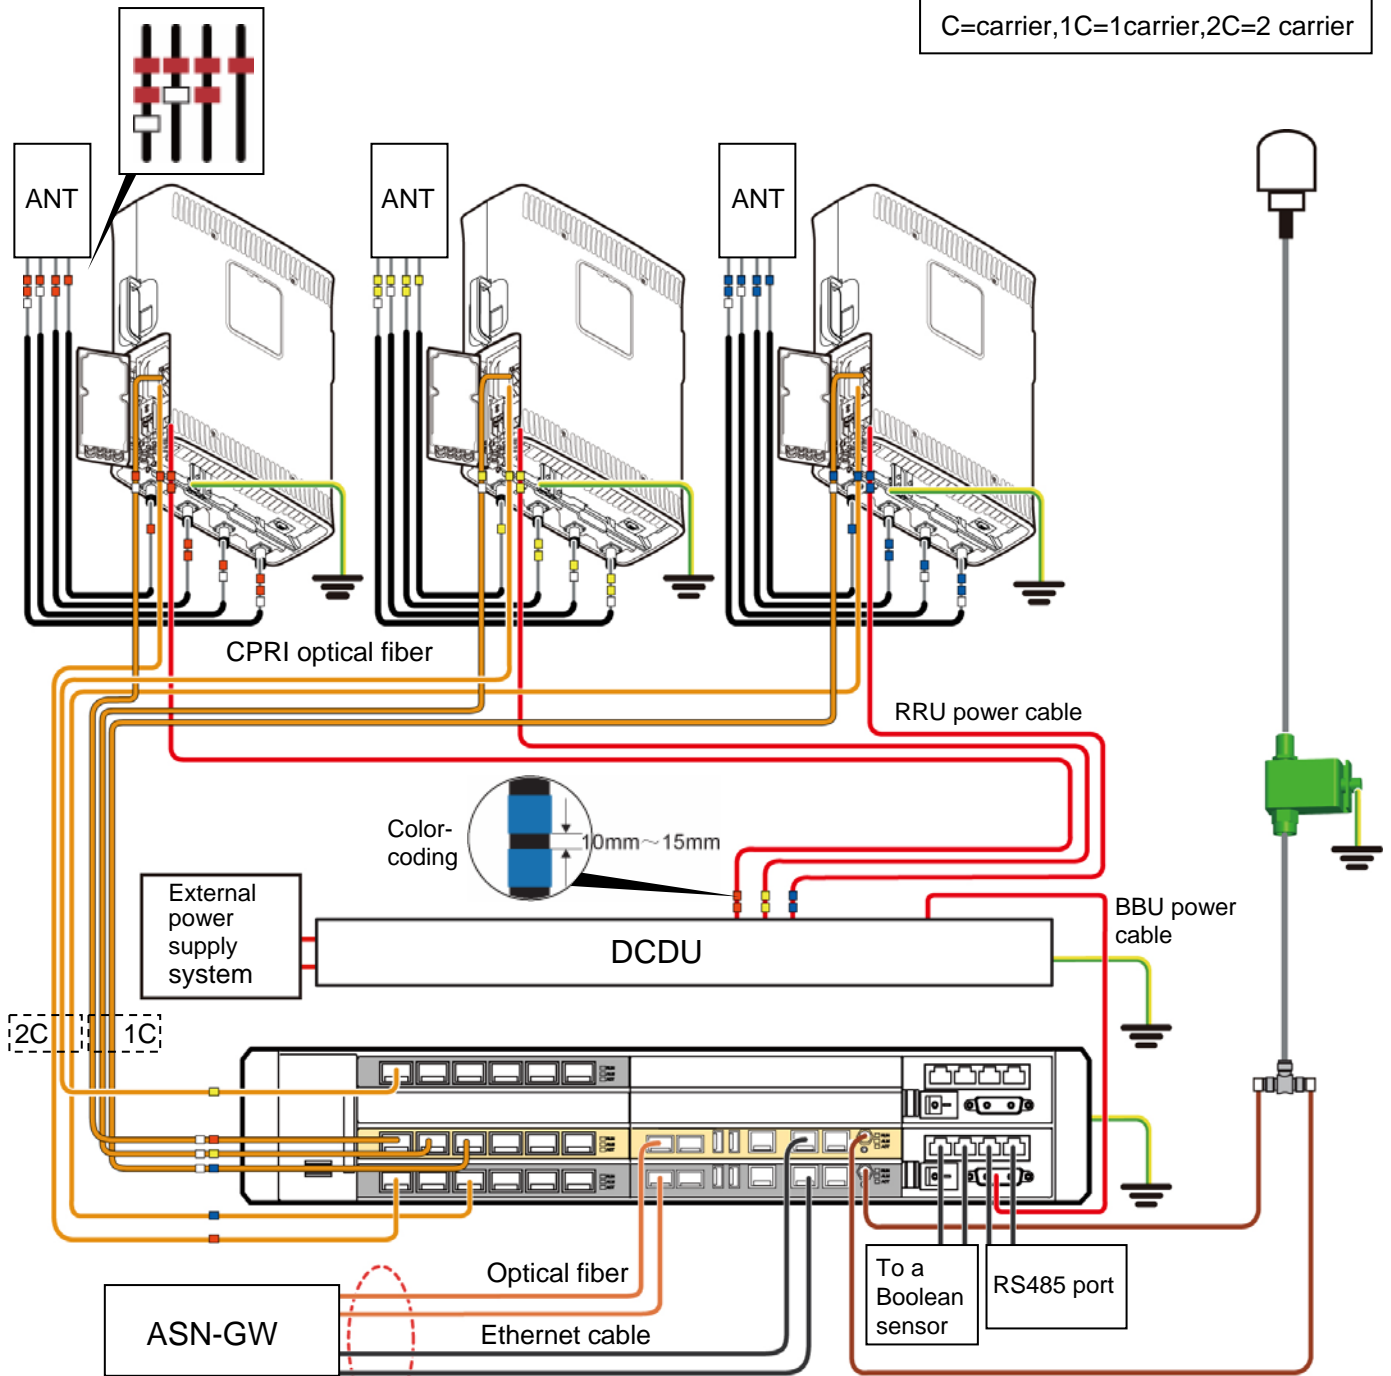 C=carrier,1C=1carrier,2C=2 carrier
ANT
ANT
ANT
CPRI optical fiber
RRU power cable
Color-
coding
10mm～15mm
External
power
supply
system
DCDU
BBU power
cable
2C
1C
Optical fiber
Ethernet cable
ASN-GW
To a
Boolean
sensor
RS485 port